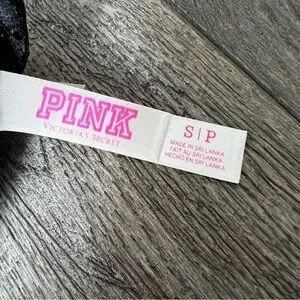 PINK
VICTORIA'S SECRET
S|P
MADE IN SRI LANKA
FAIT AU SRI LANKA
HECHO EN SRI LANKA